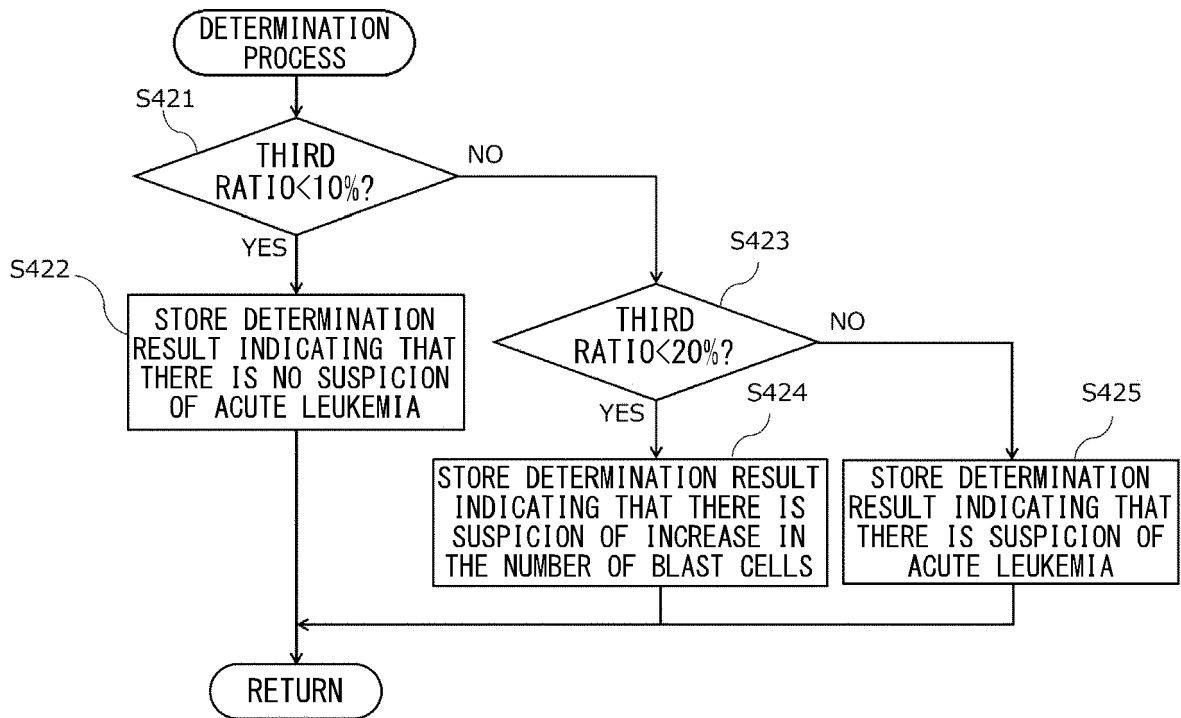 DETERMINATION
PROCESS
S421
THIRD
RATIO<10%?
NO
YES
S422
STORE DETERMINATION
RESULT INDICATING THAT
THERE IS NO SUSPICION
OF ACUTE LEUKEMIA
S423
THIRD
RATIO<20%?
NO
YES
S424
STORE DETERMINATION RESULT
INDICATING THAT THERE IS
SUSPICION OF INCREASE IN
THE NUMBER OF BLAST CELLS
S425
STORE DETERMINATION
RESULT INDICATING THAT
THERE IS SUSPICION OF
ACUTE LEUKEMIA
RETURN